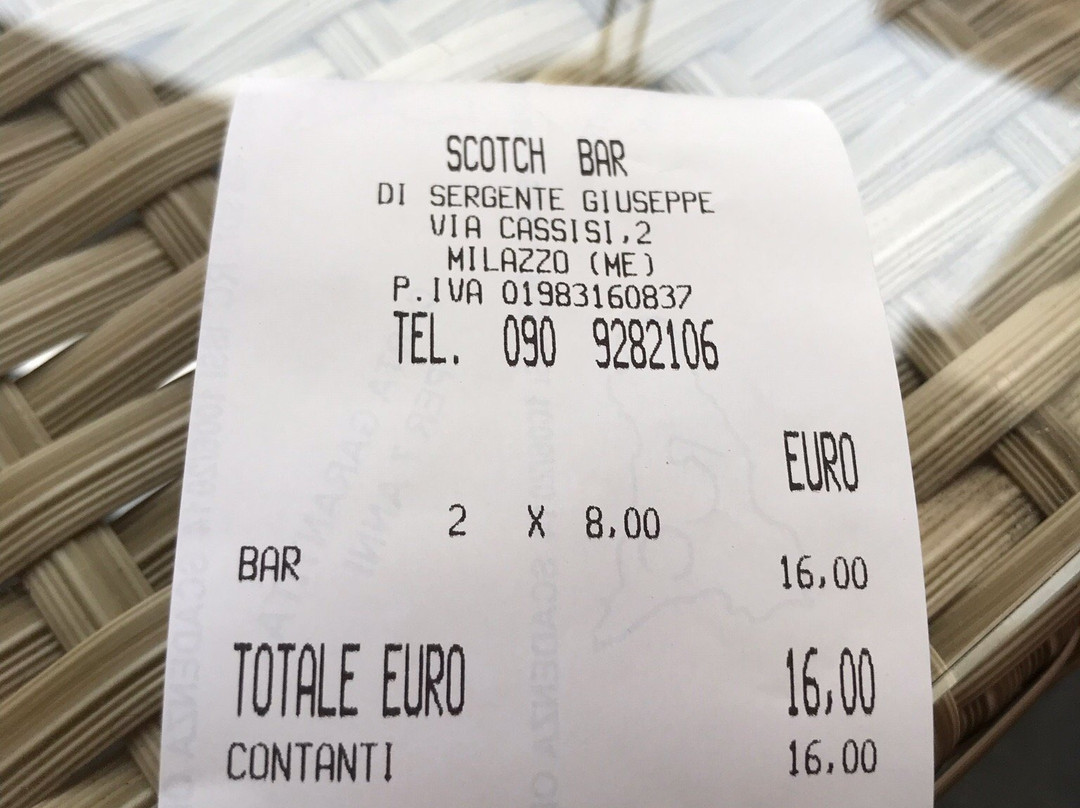 SCOTCH BAR
DI SERGENTE GIUSEPPE
VIA CASSISI,2
MILAZZO (ME)
P.IVA 01983160837
TEL. 090 9282106
EURO
2 X 8,00
BAR 16,00
TOTALE EURO 16,00
CONTANTI 16,00